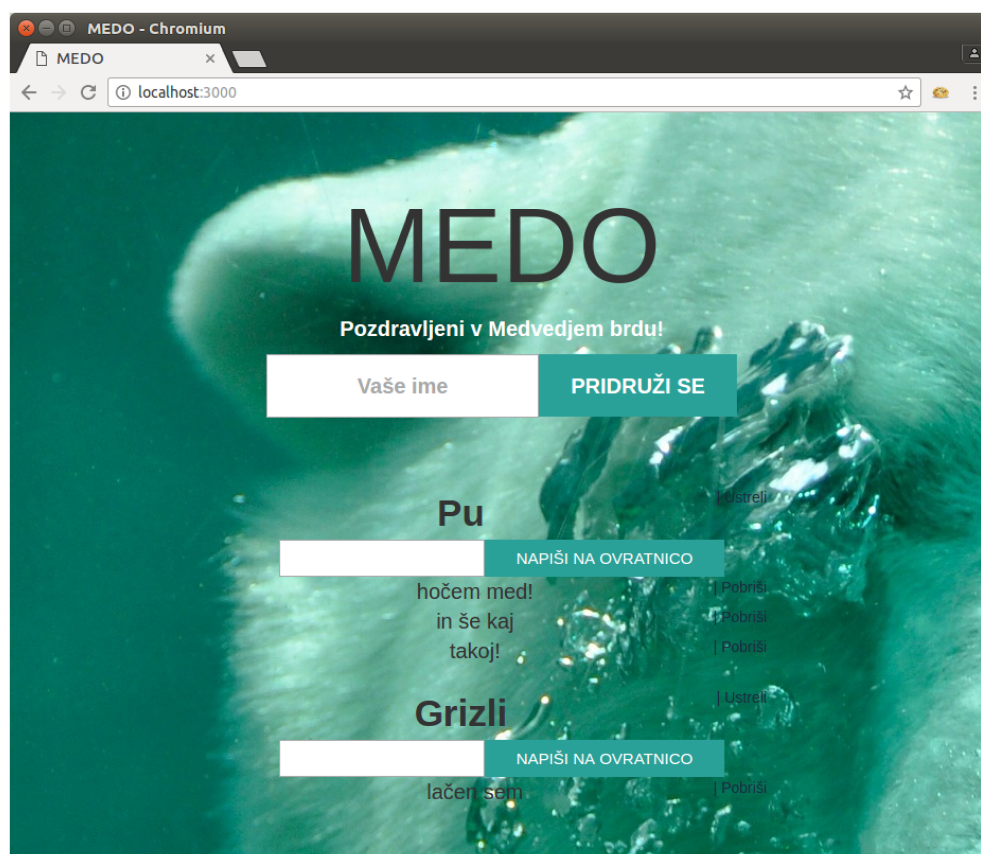 MEDO - Chromium
MEDO
localhost:3000
MEDO
Pozdravljeni v Medvedjem brdu!
Vaše ime PRIDRUŽI SE
Pu | Ustreli
NAPIŠI NA OVRATNICO
hočem med! | Pobriši
in še kaj | Pobriši
takoj! | Pobriši
Grizli | Ustreli
NAPIŠI NA OVRATNICO
lačen sem | Pobriši